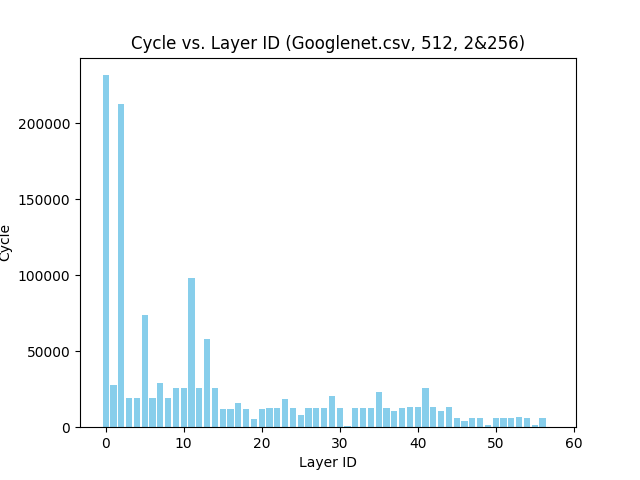 Cycle vs. Layer ID (Googlenet.csv, 512, 2&256)
200000
150000
100000
50000
0
Cycle
0 10 20 30 40 50 60
Layer ID